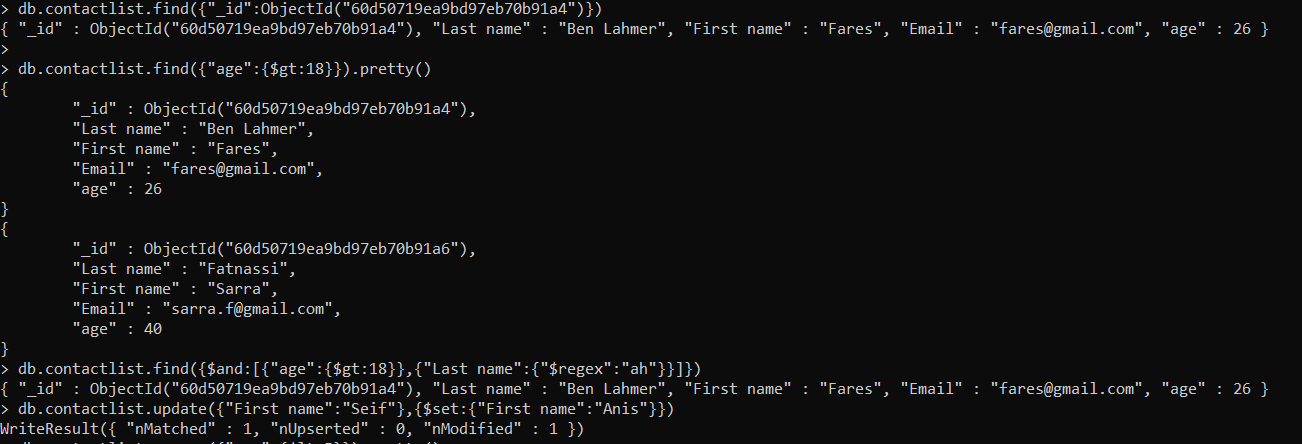 > db.contactlist.find({"_id":ObjectId("60d50719ea9bd97eb70b91a4")})
{ "_id" : ObjectId("60d50719ea9bd97eb70b91a4"), "Last name" : "Ben Lahmer", "First name" : "Fares", "Email" : "fares@gmail.com", "age" : 26 }
>
> db.contactlist.find({"age":{$gt:18}}).pretty()
{
        "_id" : ObjectId("60d50719ea9bd97eb70b91a4"),
        "Last name" : "Ben Lahmer",
        "First name" : "Fares",
        "Email" : "fares@gmail.com",
        "age" : 26
}
{
        "_id" : ObjectId("60d50719ea9bd97eb70b91a6"),
        "Last name" : "Fatnassi",
        "First name" : "Sarra",
        "Email" : "sarra.f@gmail.com",
        "age" : 40
}
> db.contactlist.find({$and:[{"age":{$gt:18}},{"Last name":{"$regex":"ah"}}]})
{ "_id" : ObjectId("60d50719ea9bd97eb70b91a4"), "Last name" : "Ben Lahmer", "First name" : "Fares", "Email" : "fares@gmail.com", "age" : 26 }
> db.contactlist.update({"First name":"Seif"},{$set:{"First name":"Anis"}})
WriteResult({ "nMatched" : 1, "nUpserted" : 0, "nModified" : 1 })